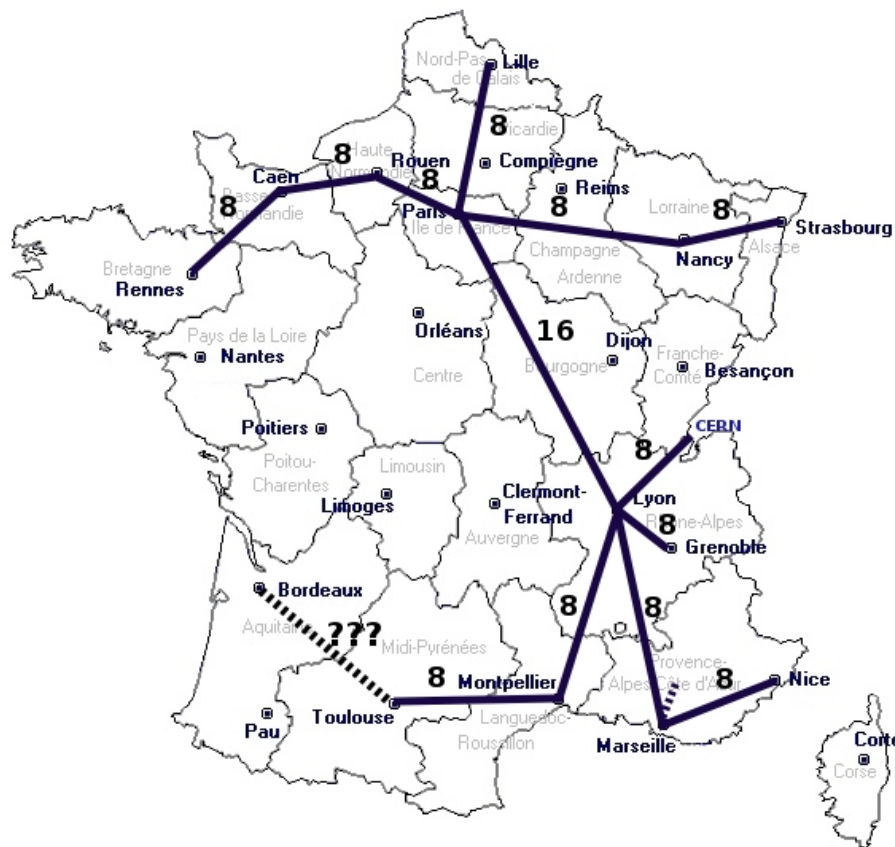 Nord-Pas
de Calais
Lille
8
Picardie
8
Haute
Normandie
Rouen
Compiegne
Caen
8
Reims
8
Basse
Normandie
Paris
Ile de France
8
Lorraine
8
Strasbourg
Alsace
Nancy
Champagne
Ardenne
Bretagne
Rennes
Orléans
Pays de la Loire
Nantes
16
Dijon
Bourgogne
Franche-
Comté
Besançon
Centre
Poitiers
CERN
8
Poitou-
Charentes
Limousin
Limoges
Clermont-
Ferrand
Auvergne
Lyon
8
Rhône-Alpes
Grenoble
Bordeaux
8
8
Aquitaine
???
Midi-Pyrénées
8
Montpellier
Provence-
Alpes Côte d'Azur
8
Nice
Toulouse
Pau
Languedoc-
Roussillon
Marseille
Corte
Corse